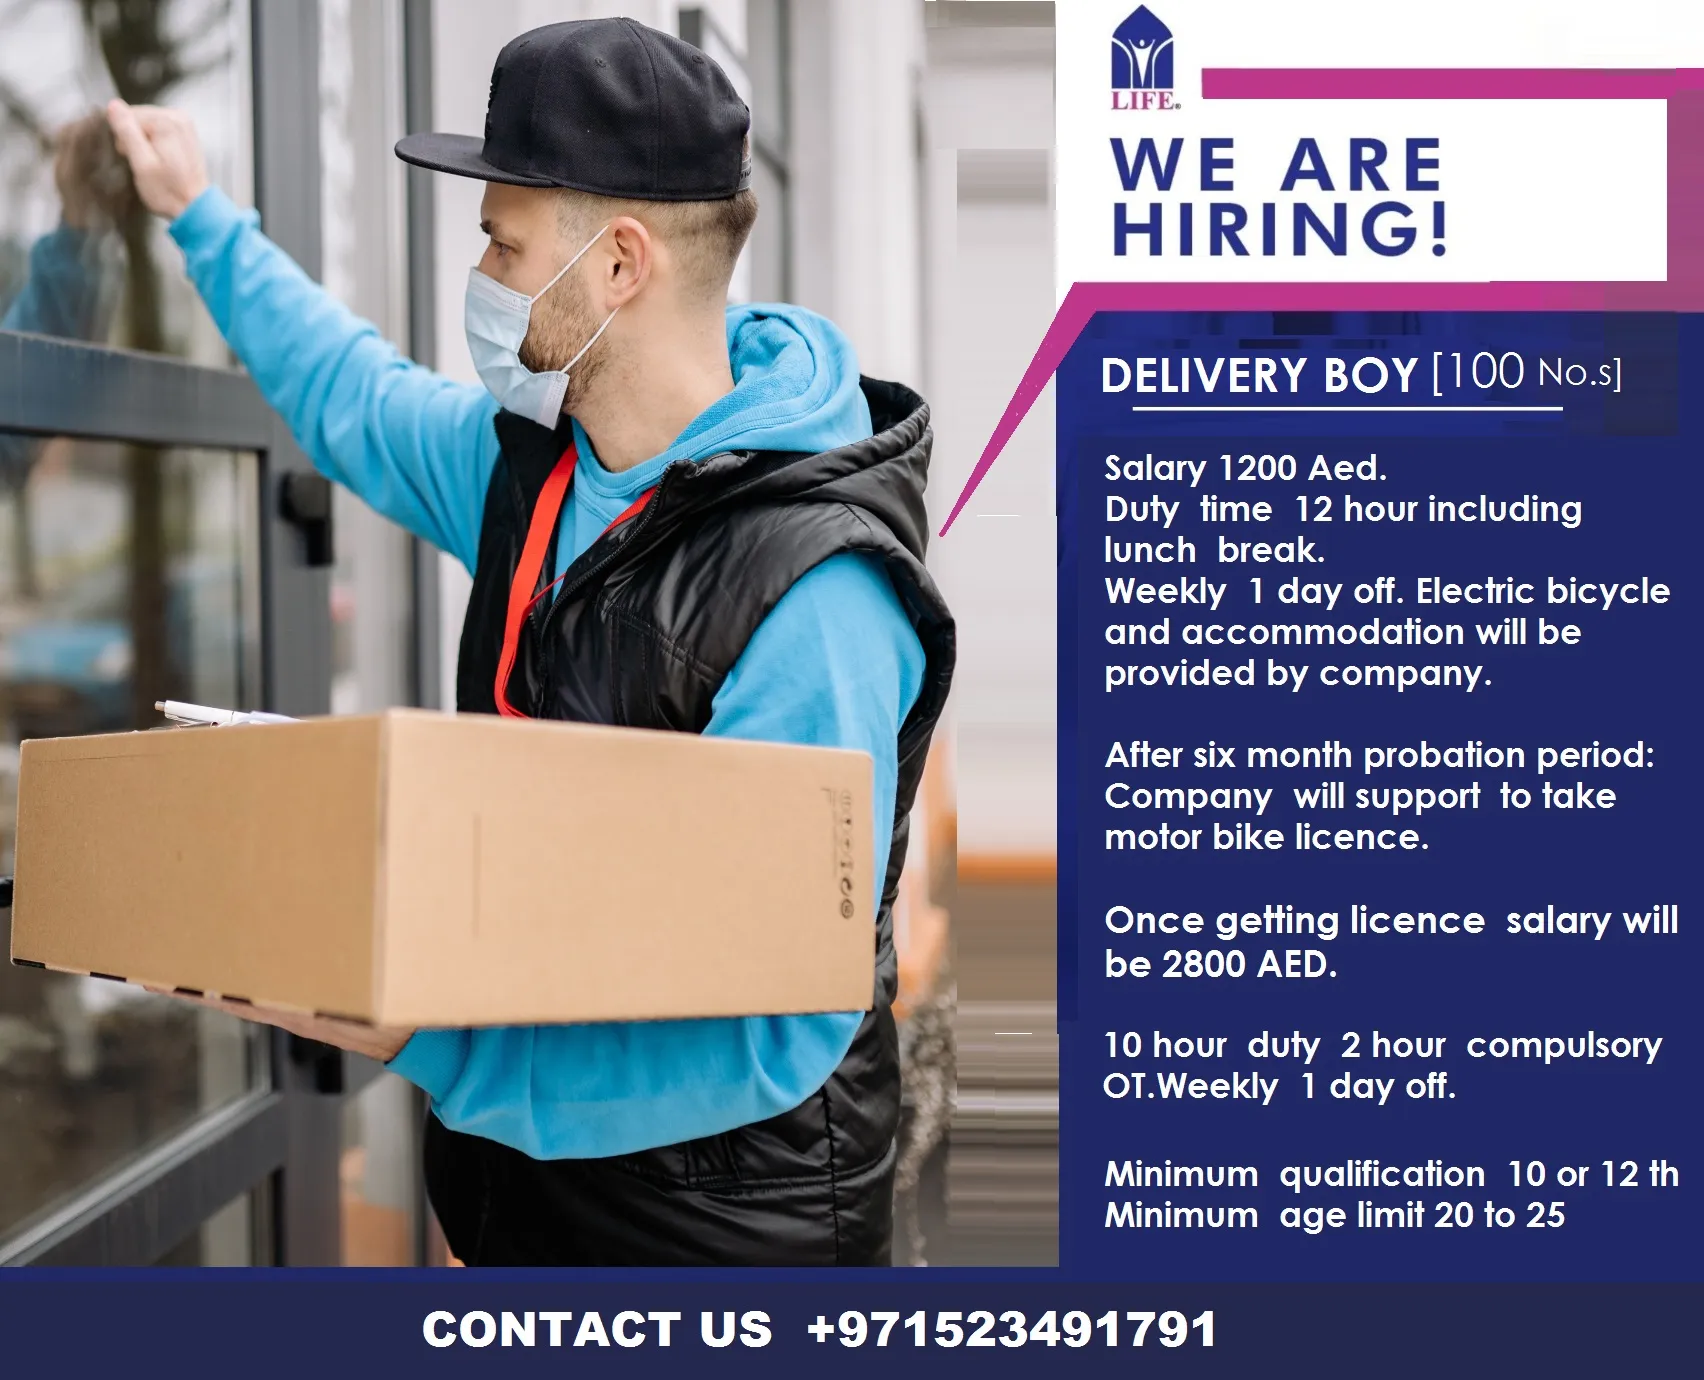 LIFE®
WE ARE
HIRING!
DELIVERY BOY [100 No.s]
Salary 1200 Aed.
Duty time 12 hour including
lunch break.
Weekly 1 day off. Electric bicycle
and accommodation will be
provided by company.
After six month probation period:
Company will support to take
motor bike licence.
Once getting licence salary will
be 2800 AED.
10 hour duty 2 hour compulsory
OT.Weekly 1 day off.
Minimum qualification 10 or 12 th
Minimum age limit 20 to 25
CONTACT US +971523491791